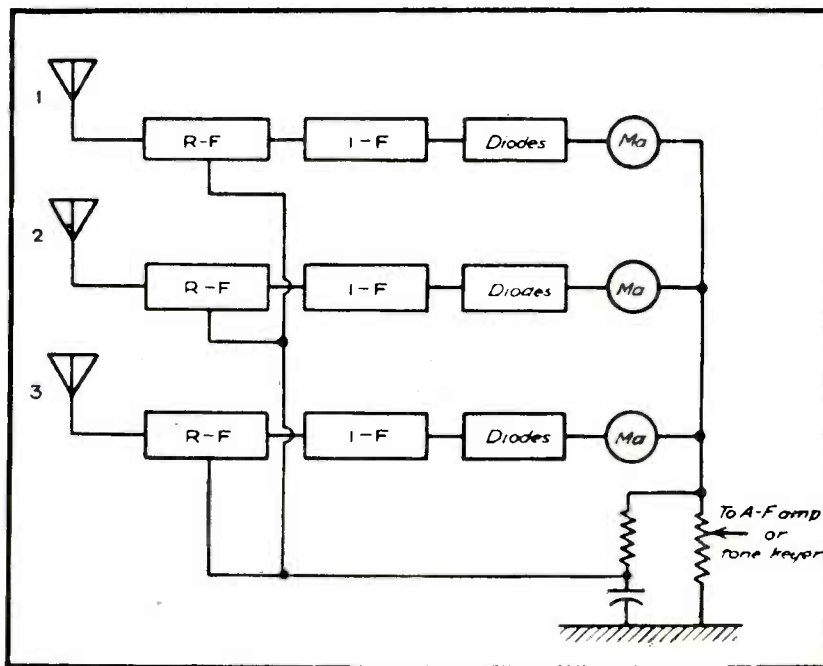 1
R-F I-F Diodes Ma
2
R-F I-F Diodes Ma
3
R-F I-F Diodes Ma
To A-F amp
or
tone keyer